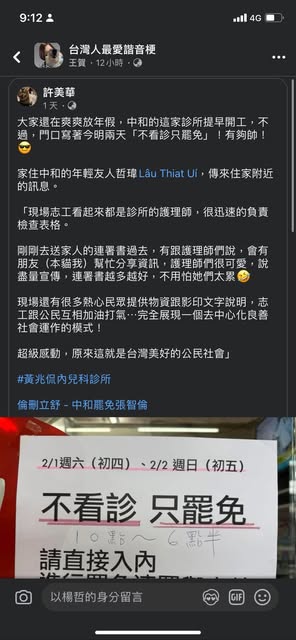 9:12
4G
台灣人最愛諧音梗
王賀・12小時・
許美華
1 天・
大家還在爽爽放年假，中和的這家診所提早開工，不
過，門口寫著今明兩天「不看診只罷免」！有夠帥！
😎
家住中和的年輕友人哲瑋 Lâu Thiat Uí，傳來住家附近
的訊息。
「現場志工看起來都是診所的護理師，很迅速的負責
檢查表格。
剛剛去送家人的連署書過去，有跟護理師們說，會有
朋友（本貓我）幫忙分享資訊，護理師們很可愛，說
盡量宣傳，連署書越多越好，不用怕她們太累🤣
現場還有很多熱心民眾提供物資跟影印文字說明，志
工跟公民互相加油打氣⋯完全展現一個去中心化良善
社會運作的模式！
超級感動，原來這就是台灣美好的公民社會」
#黃兆侃內兒科診所
倫刪立舒 - 中和罷免張智倫
2/1週六（初四）、2/2 週日（初五）
不看診 只罷免
10點～6點半
請直接入內
以楊哲的身分留言
GIF